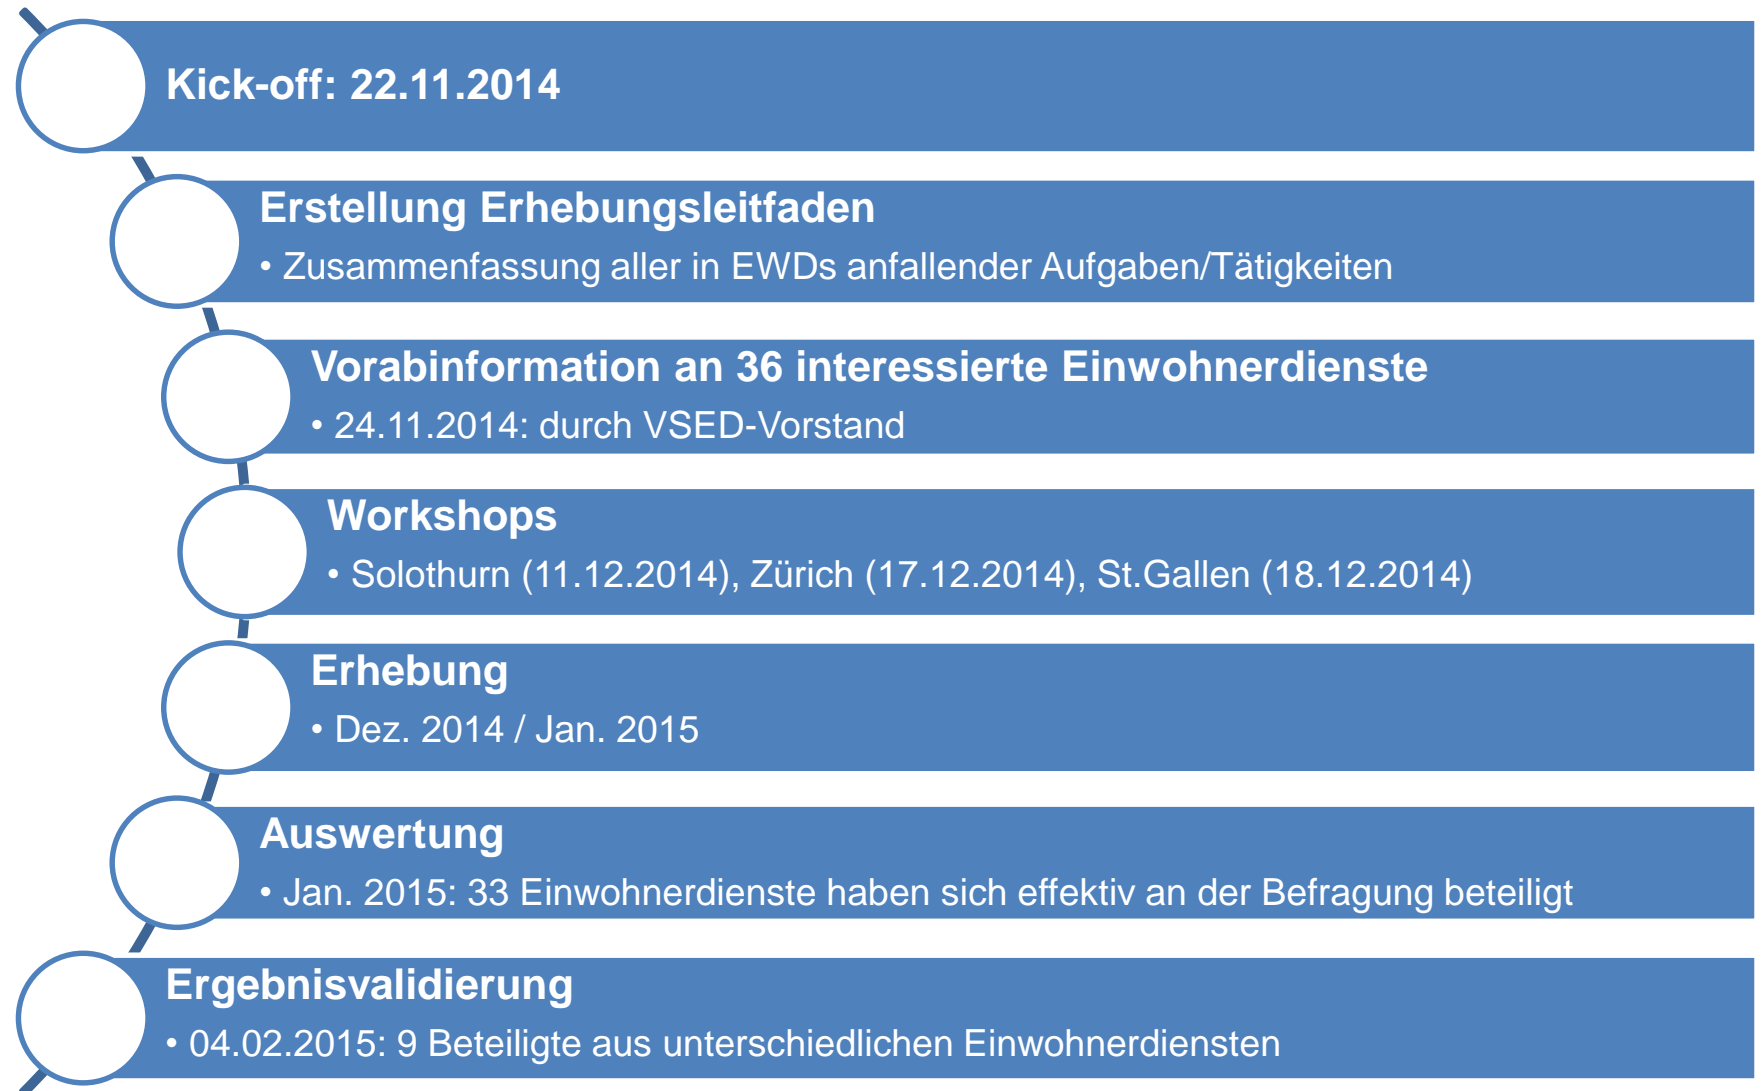 Kick-off: 22.11.2014
Erstellung Erhebungsleitfaden
• Zusammenfassung aller in EWDs anfallender Aufgaben/Tätigkeiten
Vorabinformation an 36 interessierte Einwohnerdienste
• 24.11.2014: durch VSED-Vorstand
Workshops
• Solothurn (11.12.2014), Zürich (17.12.2014), St.Gallen (18.12.2014)
Erhebung
• Dez. 2014 / Jan. 2015
Auswertung
• Jan. 2015: 33 Einwohnerdienste haben sich effektiv an der Befragung beteiligt
Ergebnisvalidierung
• 04.02.2015: 9 Beteiligte aus unterschiedlichen Einwohnerdiensten